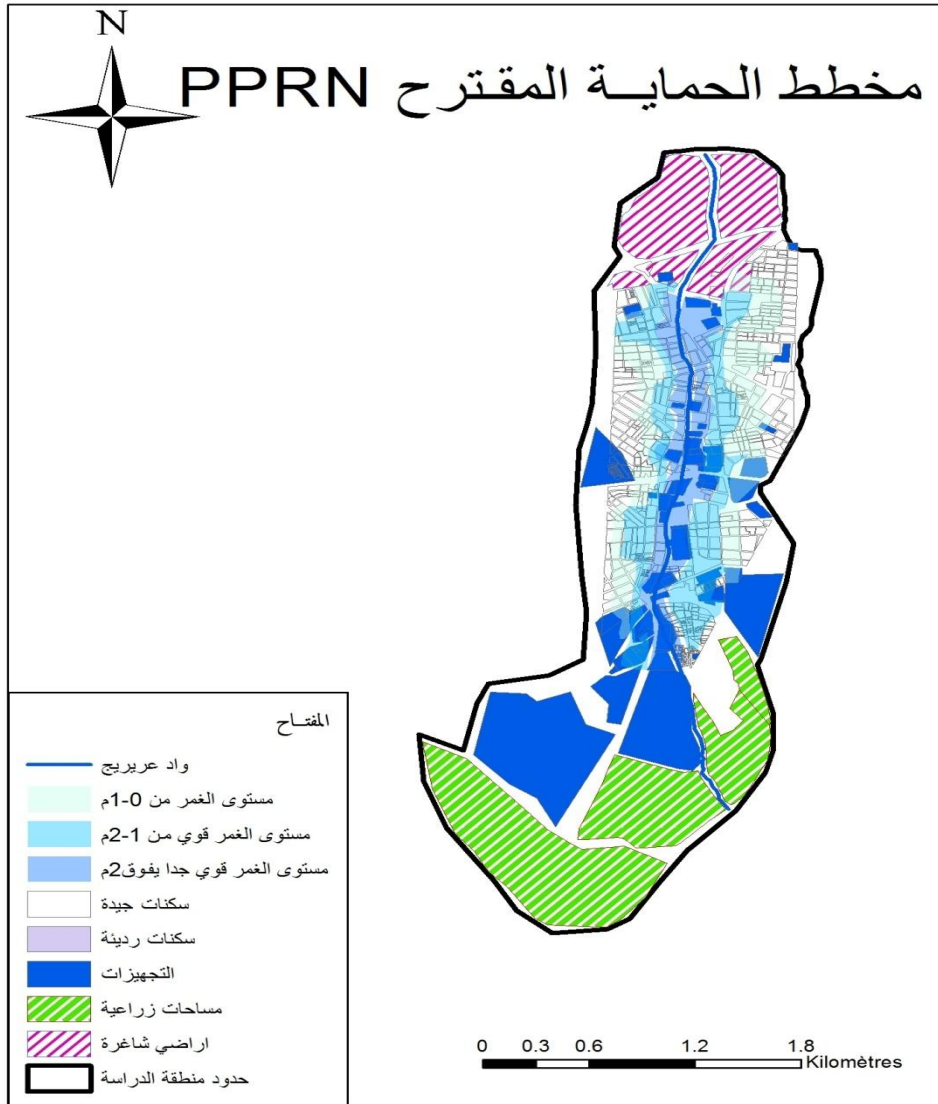 N
مخطط الحمايــة المقـترح PPRN
المفتــاح
واد عريريج
مستوى الغمر من 0-1م
مستوى الغمر قوي من 1-2م
مستوى الغمر قوي جدا يفوق2م
سكنات جيدة
سكنات رديئة
التجهيزات
مساحات زراعية
اراضي شاغرة
حدود منطقة الدراسة
0 0.3 0.6 1.2 1.8
Kilomètres